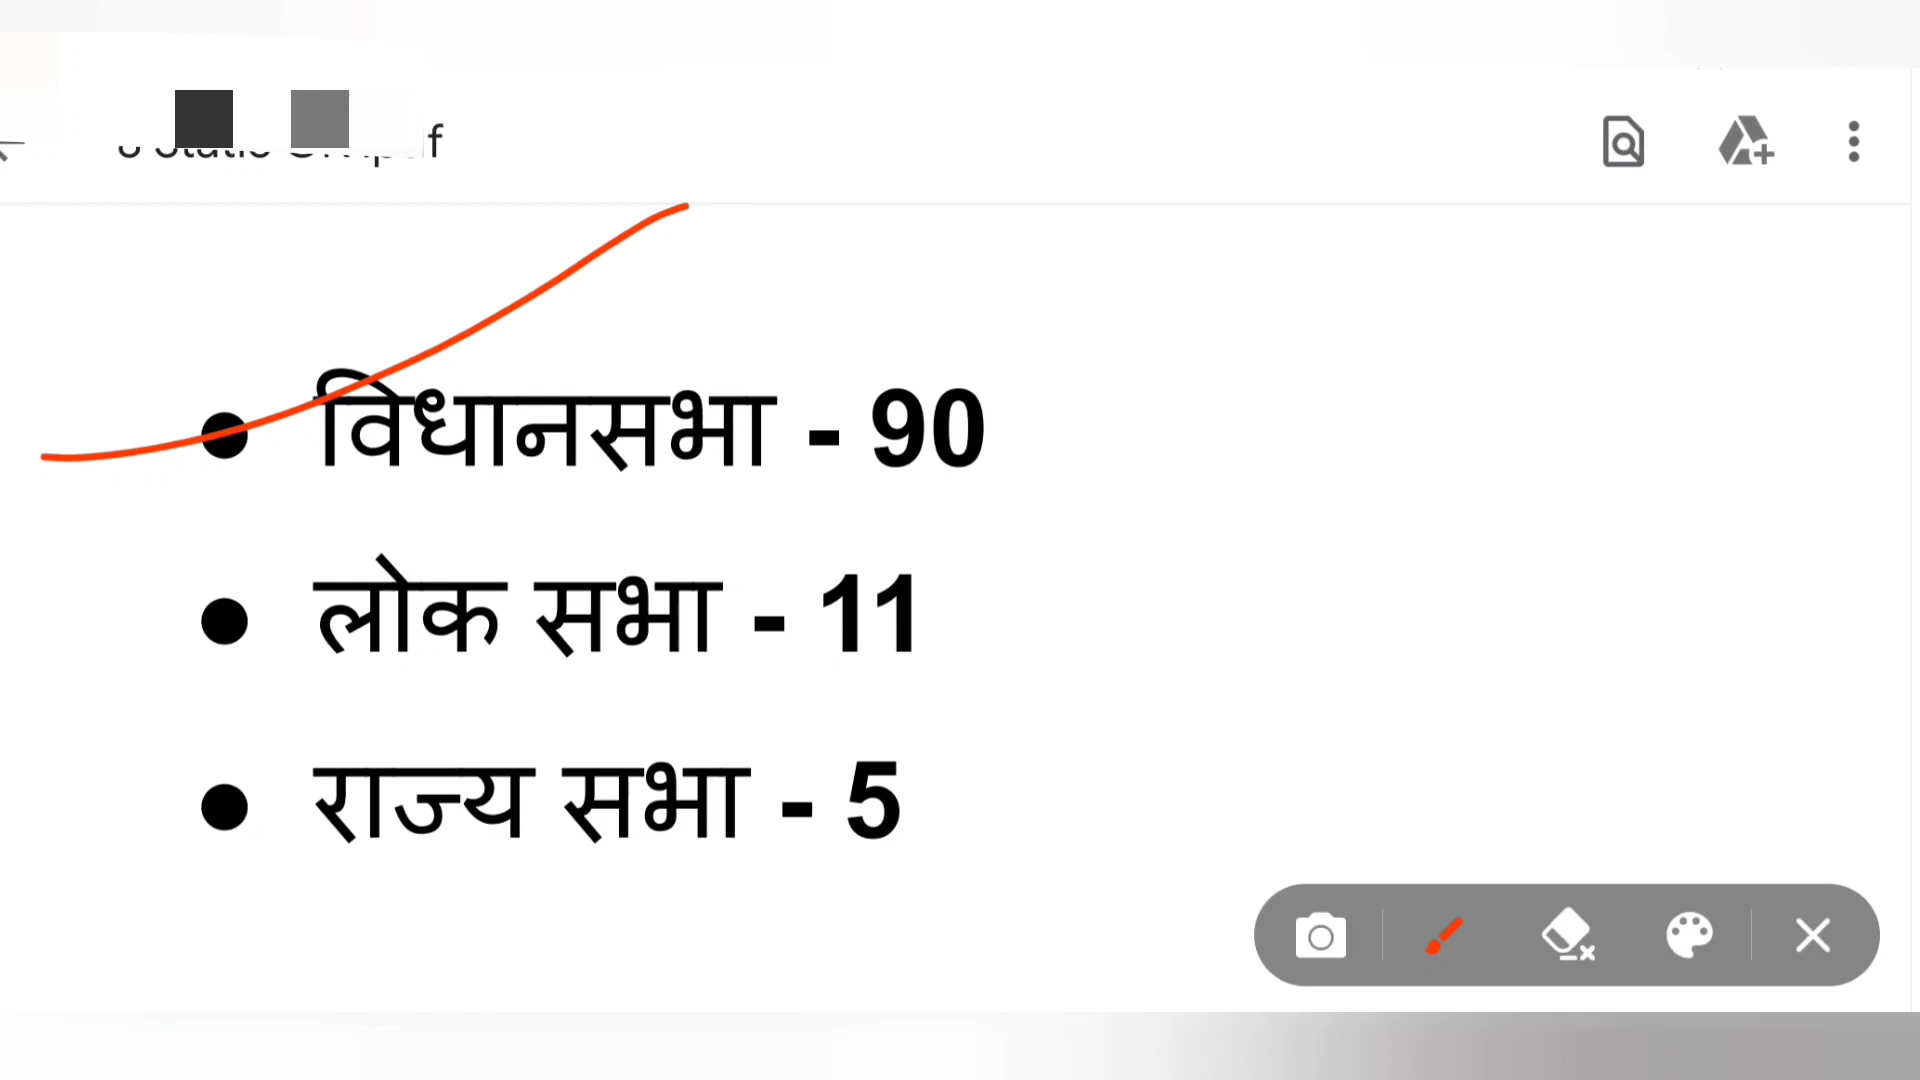 विधानसभा - 90
लोक सभा - 11
राज्य सभा - 5